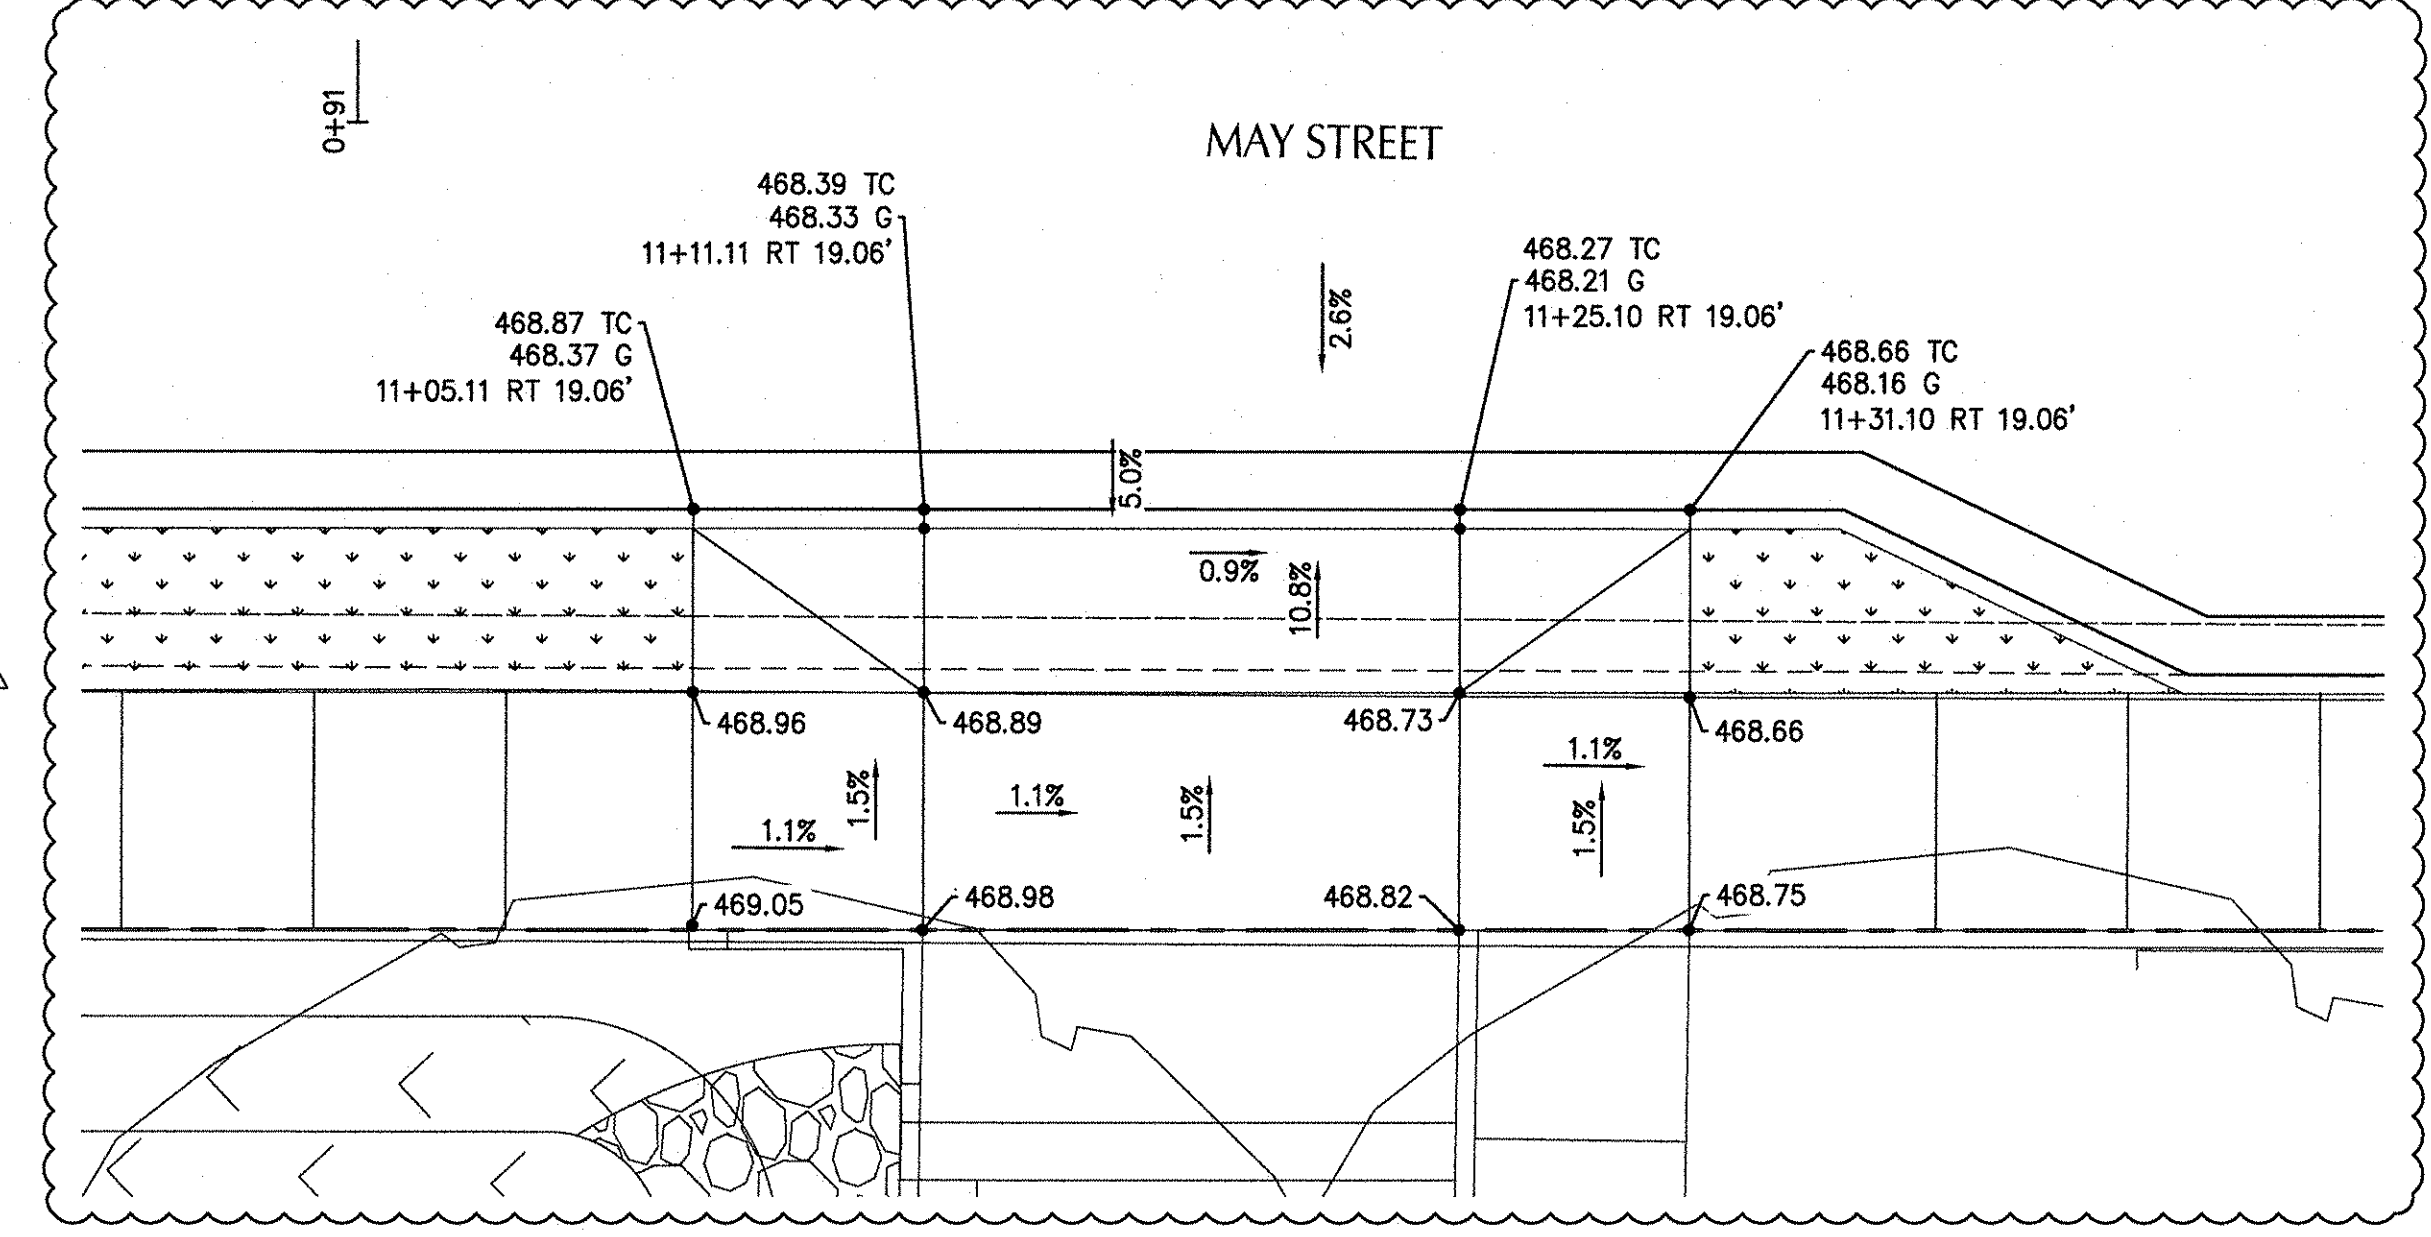 0+91
MAY STREET
468.39 TC
468.33 G
11+11.11 RT 19.06'
468.27 TC
468.21 G
11+25.10 RT 19.06'
2.6%
468.87 TC
468.37 G
11+05.11 RT 19.06'
468.66 TC
468.16 G
11+31.10 RT 19.06'
5.0%
0.9%
10.8%
468.96
468.89
468.73
468.66
1.1%
1.5%
1.1%
1.5%
1.1%
1.5%
469.05
468.98
468.82
468.75